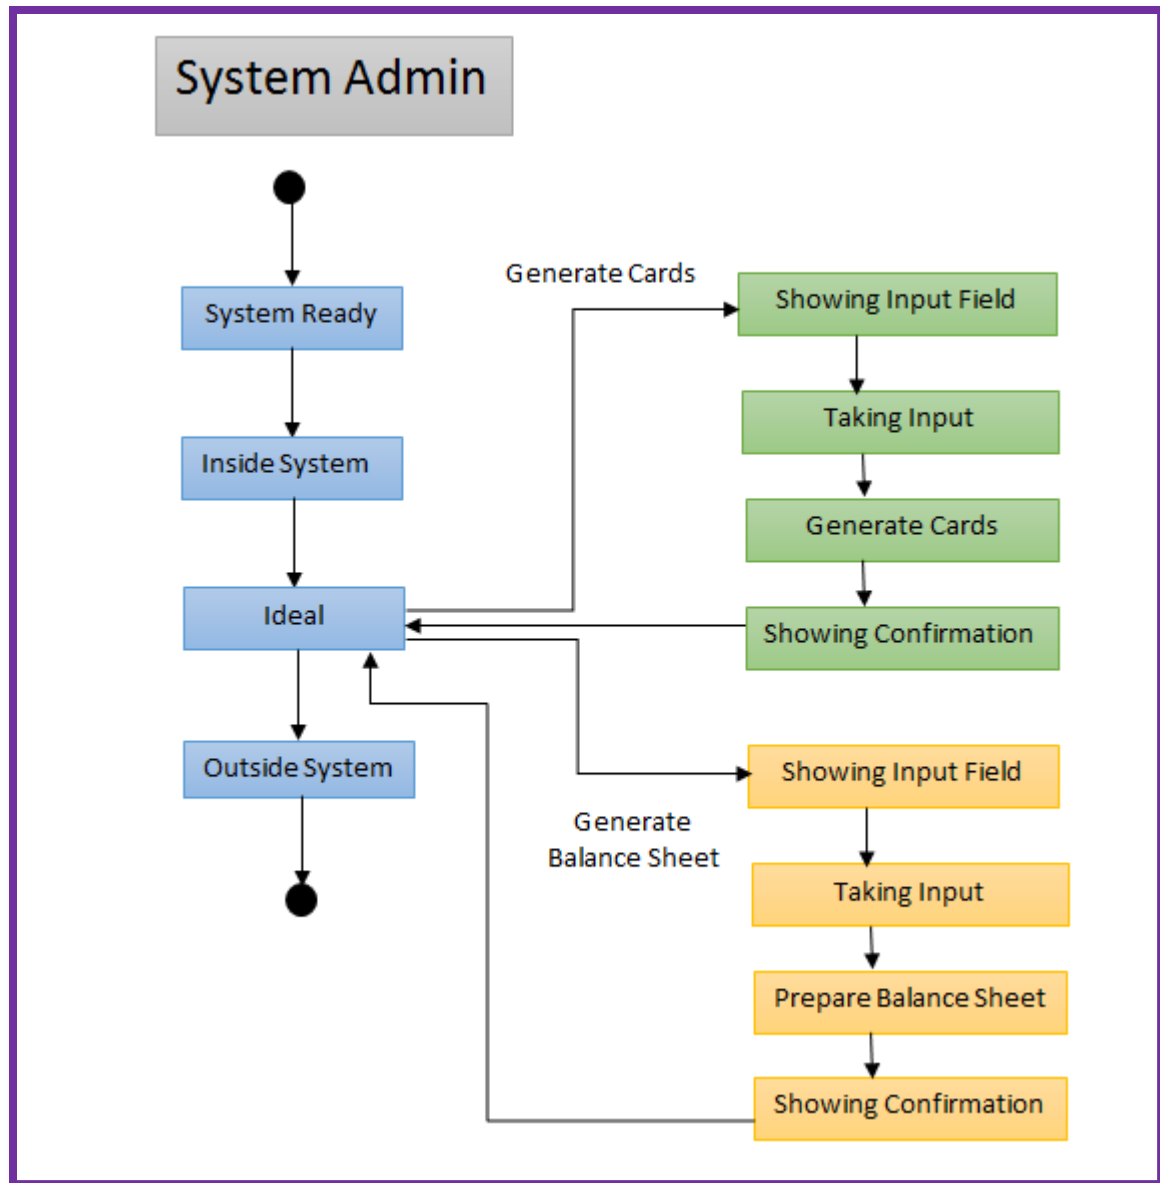 System Admin
System Ready
Inside System
Ideal
Outside System
Generate Cards
Showing Input Field
Taking Input
Generate Cards
Showing Confirmation
Generate
Balance Sheet
Showing Input Field
Taking Input
Prepare Balance Sheet
Showing Confirmation